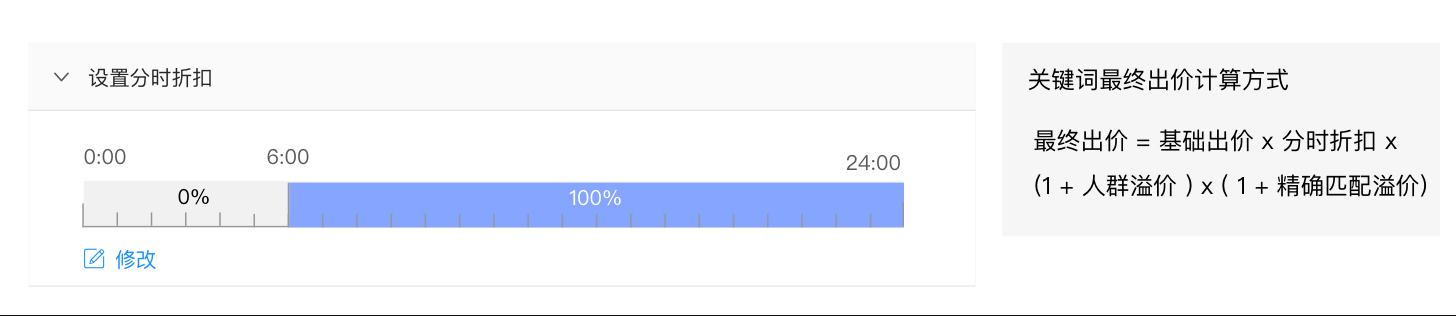 设置分时折扣
0:00
6:00
24:00
0%
100%
修改
关键词最终出价计算方式
最终出价 = 基础出价 x 分时折扣 x
(1 + 人群溢价 ) x ( 1 + 精确匹配溢价)